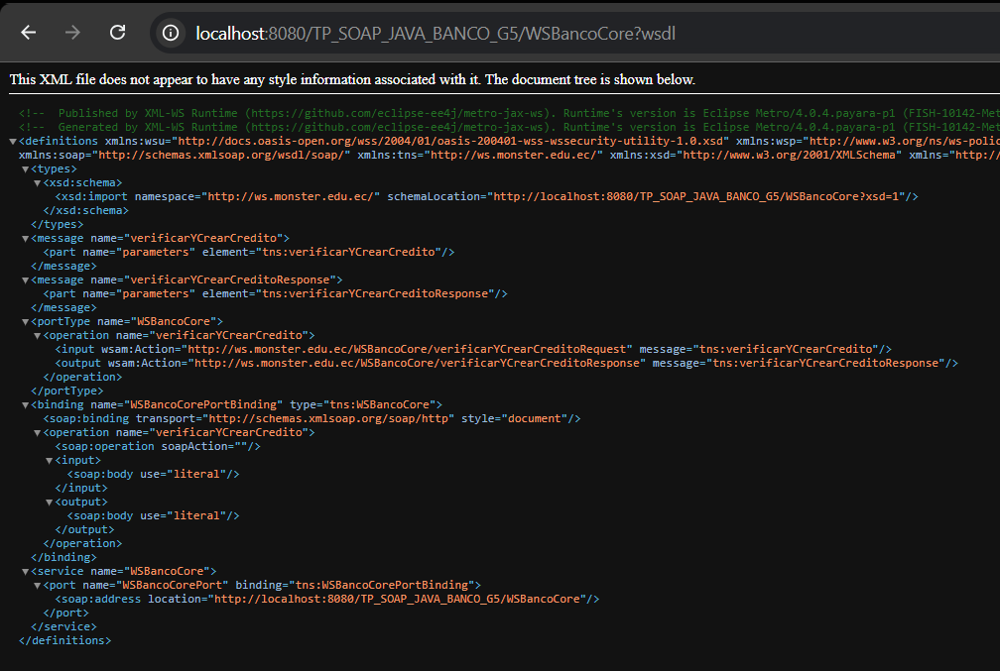 localhost:8080/TP_SOAP_JAVA_BANCO_G5/WSBancoCore?wsdl
This XML file does not appear to have any style information associated with it. The document tree is shown below.
<!-- Published by XML-WS Runtime (https://github.com/eclipse-ee4j/metro-jax-ws). Runtime's version is Eclipse Metro/4.0.4.payara-p1 (FISH-10142-Met
<!-- Generated by XML-WS Runtime (https://github.com/eclipse-ee4j/metro-jax-ws). Runtime's version is Eclipse Metro/4.0.4.payara-p1 (FISH-10142-Met
▼<definitions xmlns:wsu="http://docs.oasis-open.org/wss/2004/01/oasis-200401-wss-wssecurity-utility-1.0.xsd" xmlns:wsp="http://www.w3.org/ns/ws-polic
xmlns:soap="http://schemas.xmlsoap.org/wsdl/soap/" xmlns:tns="http://ws.monster.edu.ec/" xmlns:xsd="http://www.w3.org/2001/XMLSchema" xmlns="http://
▼<types>
▼<xsd:schema>
<xsd:import namespace="http://ws.monster.edu.ec/" schemaLocation="http://localhost:8080/TP_SOAP_JAVA_BANCO_G5/WSBancoCore?xsd=1"/>
</xsd:schema>
</types>
▼<message name="verificarYCrearCredito">
<part name="parameters" element="tns:verificarYCrearCredito"/>
</message>
▼<message name="verificarYCrearCreditoResponse">
<part name="parameters" element="tns:verificarYCrearCreditoResponse"/>
</message>
▼<portType name="WSBancoCore">
▼<operation name="verificarYCrearCredito">
<input wsam:Action="http://ws.monster.edu.ec/WSBancoCore/verificarYCrearCreditoRequest" message="tns:verificarYCrearCredito"/>
<output wsam:Action="http://ws.monster.edu.ec/WSBancoCore/verificarYCrearCreditoResponse" message="tns:verificarYCrearCreditoResponse"/>
</operation>
</portType>
▼<binding name="WSBancoCorePortBinding" type="tns:WSBancoCore">
<soap:binding transport="http://schemas.xmlsoap.org/soap/http" style="document"/>
▼<operation name="verificarYCrearCredito">
<soap:operation soapAction=""/>
▼<input>
<soap:body use="literal"/>
</input>
▼<output>
<soap:body use="literal"/>
</output>
</operation>
</binding>
▼<service name="WSBancoCore">
▼<port name="WSBancoCorePort" binding="tns:WSBancoCorePortBinding">
<soap:address location="http://localhost:8080/TP_SOAP_JAVA_BANCO_G5/WSBancoCore"/>
</port>
</service>
</definitions>